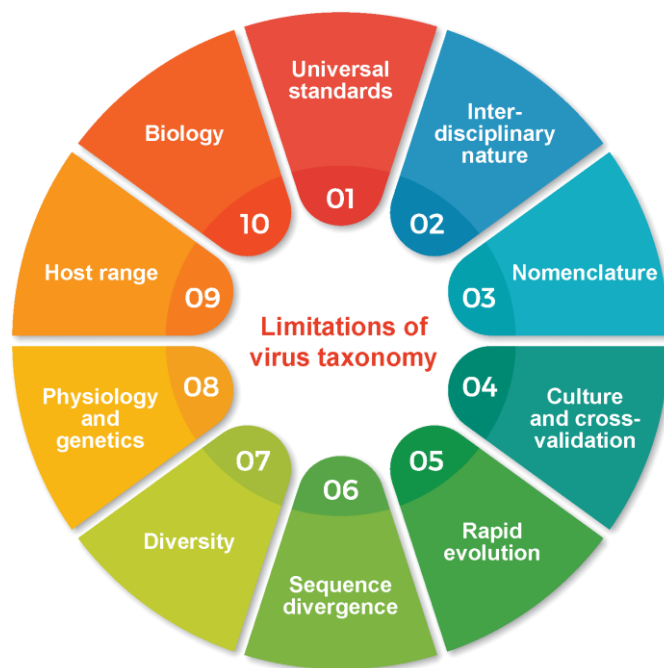 Limitations of
virus taxonomy
Universal
standards
01
Inter-
disciplinary
nature
02
Nomenclature
03
Culture
and cross-
validation
04
Rapid
evolution
05
Sequence
divergence
06
Diversity
07
Physiology
and
genetics
08
Host range
09
Biology
10